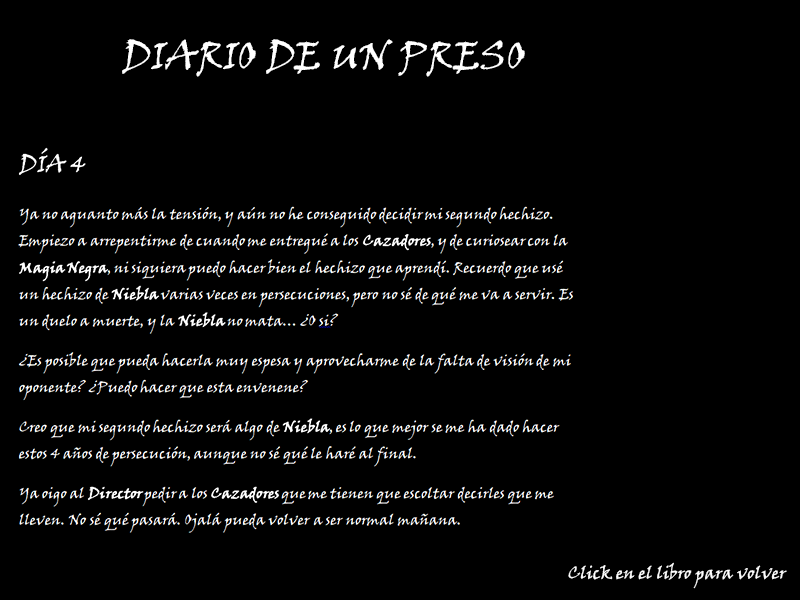 DIARIO DE UN PRESO
DÍA 4
Ya no aguanto más la tensión, y aún no he conseguido decidir mi segundo hechizo.
Empiezo a arrepentirme de cuando me entregué a los Cazadores, y de curiosear con la
Magia Negra, ni siquiera puedo hacer bien el hechizo que aprendí. Recuerdo que usé
un hechizo de Niebla varias veces en persecuciones, pero no sé de qué me va a servir. Es
un duelo a muerte, y la Niebla no mata... ¿O si?
¿Es posible que pueda hacerla muy espesa y aprovecharme de la falta de visión de mi
oponente? ¿Puedo hacer que esta envenene?
Creo que mi segundo hechizo será algo de Niebla, es lo que mejor se me ha dado hacer
estos 4 años de persecución, aunque no sé qué le haré al final.
Ya oigo al Director pedir a los Cazadores que me tienen que escoltar decirles que me
lleven. No sé qué pasará. Ojalá pueda volver a ser normal mañana.
Click en el libro para volver